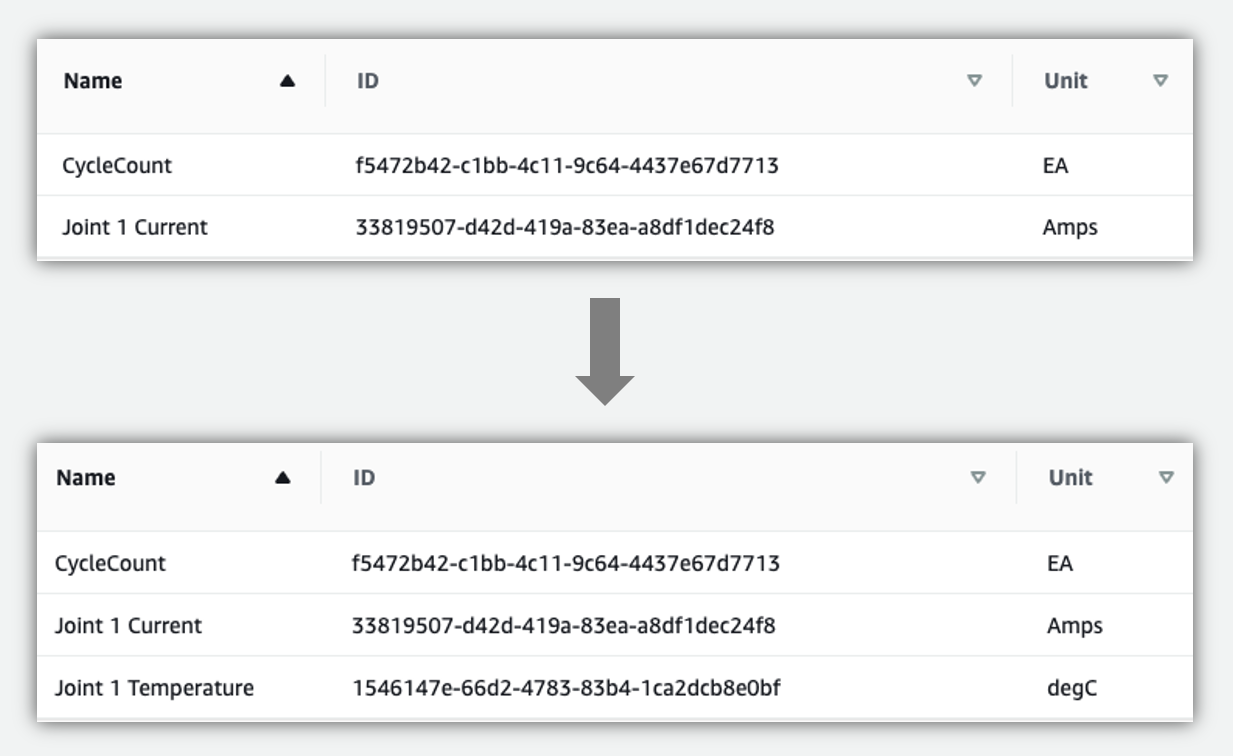 Name ID Unit
CycleCount f5472b42-c1bb-4c11-9c64-4437e67d7713 EA
Joint 1 Current 33819507-d42d-419a-83ea-a8df1dec24f8 Amps
Name ID Unit
CycleCount f5472b42-c1bb-4c11-9c64-4437e67d7713 EA
Joint 1 Current 33819507-d42d-419a-83ea-a8df1dec24f8 Amps
Joint 1 Temperature 1546147e-66d2-4783-83b4-1ca2dcb8e0bf degC